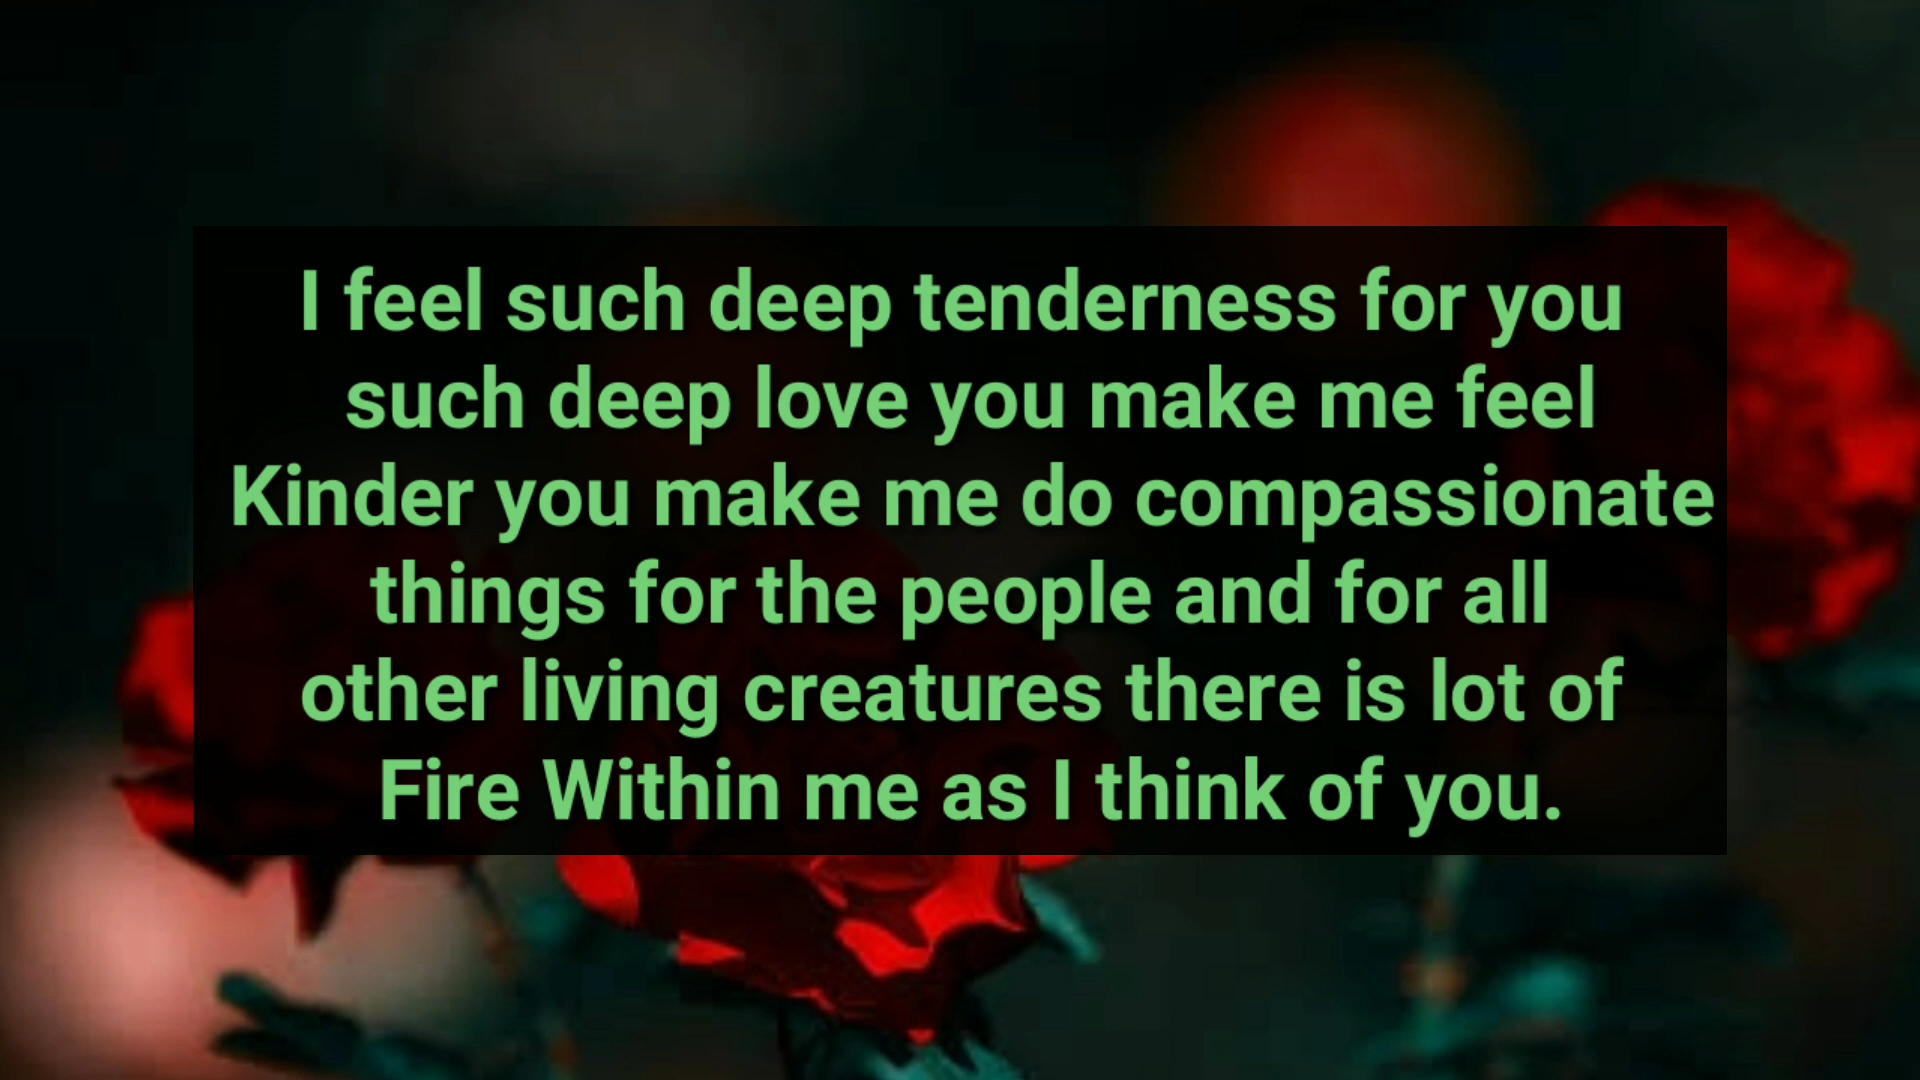 I feel such deep tenderness for you
such deep love you make me feel
Kinder you make me do compassionate
things for the people and for all
other living creatures there is lot of
Fire Within me as I think of you.